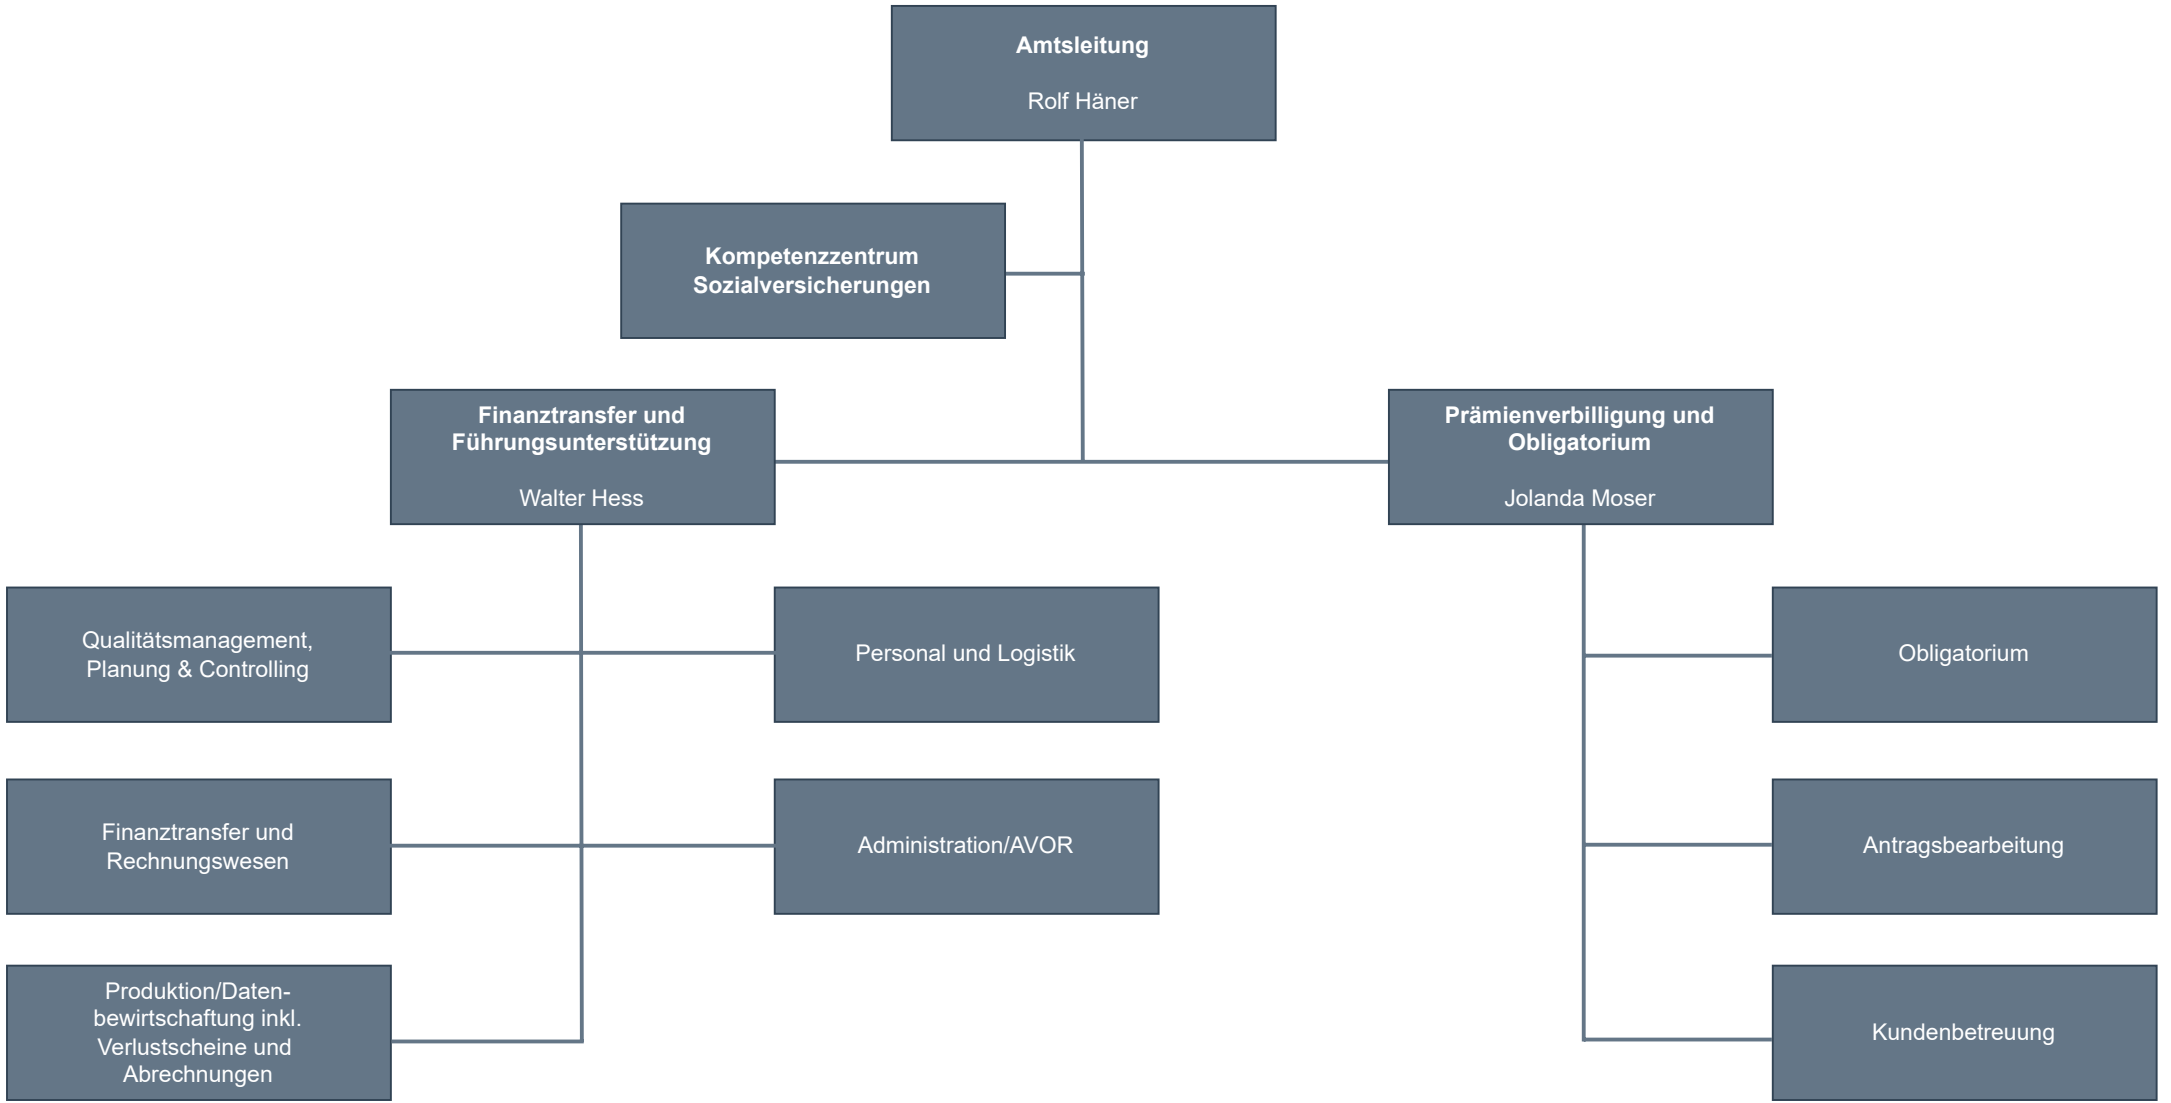 Amtsleitung
Rolf Häner
Kompetenzzentrum
Sozialversicherungen
Finanztransfer und
Führungsunterstützung
Walter Hess
Prämienverbilligung und
Obligatorium
Jolanda Moser
Qualitätsmanagement,
Planung & Controlling
Personal und Logistik
Obligatorium
Finanztransfer und
Rechnungswesen
Administration/AVOR
Antragsbearbeitung
Produktion/Daten-
bewirtschaftung inkl.
Verlustscheine und
Abrechnungen
Kundenbetreuung